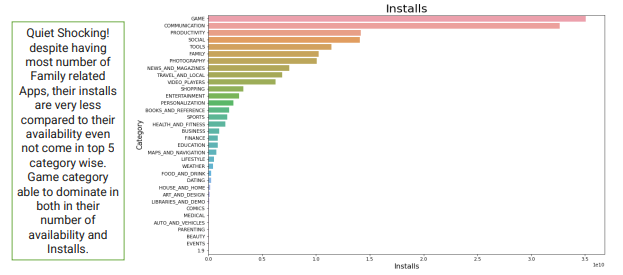 Quiet Shocking!
despite having
most number of
Family related
Apps, their installs
are very less
compared to their
availability even
not come in top 5
category wise.
Game category
able to dominate in
both in their
number of
availability and
Installs.
Installs
Category
GAME
COMMUNICATION
PRODUCTIVITY
SOCIAL
TOOLS
FAMILY
PHOTOGRAPHY
NEWS_AND_MAGAZINES
TRAVEL_AND_LOCAL
VIDEO_PLAYERS
SHOPPING
ENTERTAINMENT
PERSONALIZATION
BOOKS_AND_REFERENCE
SPORTS
HEALTH_AND_FITNESS
BUSINESS
FINANCE
EDUCATION
MAPS_AND_NAVIGATION
LIFESTYLE
WEATHER
FOOD_AND_DRINK
DATING
HOUSE_AND_HOME
ART_AND_DESIGN
LIBRARIES_AND_DEMO
COMICS
MEDICAL
AUTO_AND_VEHICLES
PARENTING
BEAUTY
EVENTS
1.9
0.0 0.5 1.0 1.5 2.0 2.5 3.0 3.5
1e10
Installs